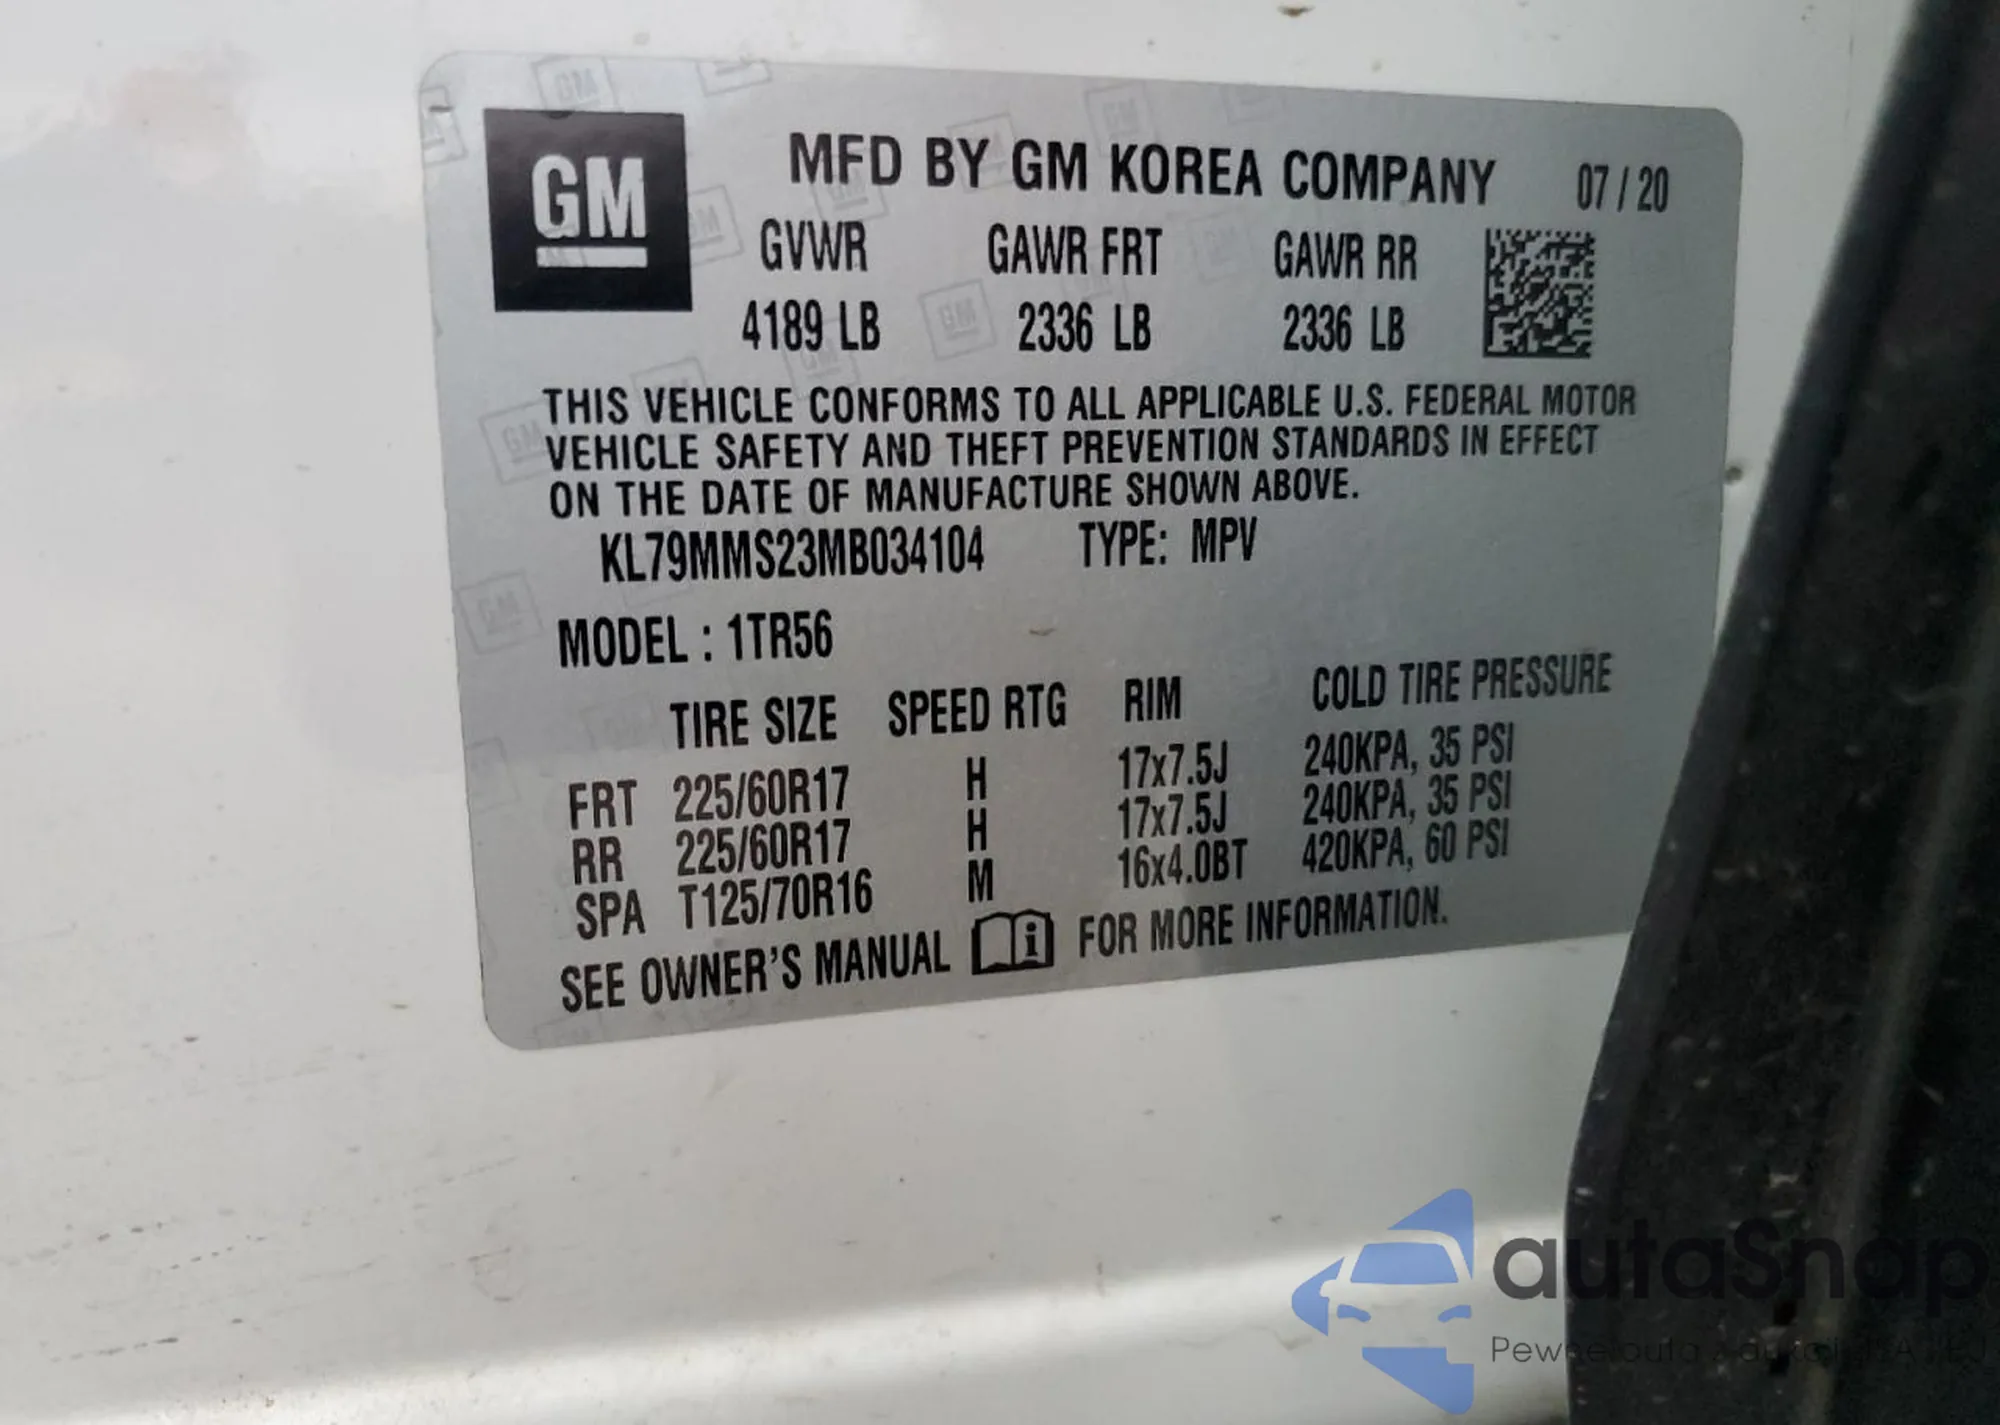 GM
MFD BY GM KOREA COMPANY 07 / 20
GVWR GAWR FRT GAWR RR
4189 LB 2336 LB 2336 LB
THIS VEHICLE CONFORMS TO ALL APPLICABLE U.S. FEDERAL MOTOR
VEHICLE SAFETY AND THEFT PREVENTION STANDARDS IN EFFECT
ON THE DATE OF MANUFACTURE SHOWN ABOVE.
KL79MMS23MB034104 TYPE: MPV
MODEL : 1TR56
TIRE SIZE SPEED RTG RIM COLD TIRE PRESSURE
FRT 225/60R17 H 17x7.5J 240KPA, 35 PSI
RR 225/60R17 H 17x7.5J 240KPA, 35 PSI
SPA T125/70R16 M 16x4.0BT 420KPA, 60 PSI
SEE OWNER'S MANUAL i FOR MORE INFORMATION.
autaSnap